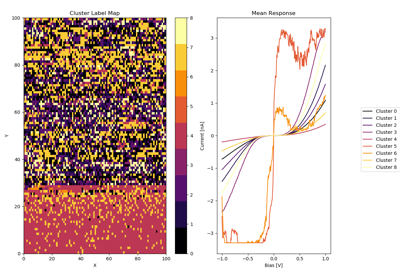 Cluster Label Map
100
80
60
40
20
0
Y
0
20
40
60
80
100
X
8
7
6
5
4
3
2
1
0
Mean Response
3
2
1
0
−1
−2
−3
Current [nA]
−1.0
−0.5
0.0
0.5
1.0
Bias [V]
Cluster 0
Cluster 1
Cluster 2
Cluster 3
Cluster 4
Cluster 5
Cluster 6
Cluster 7
Cluster 8